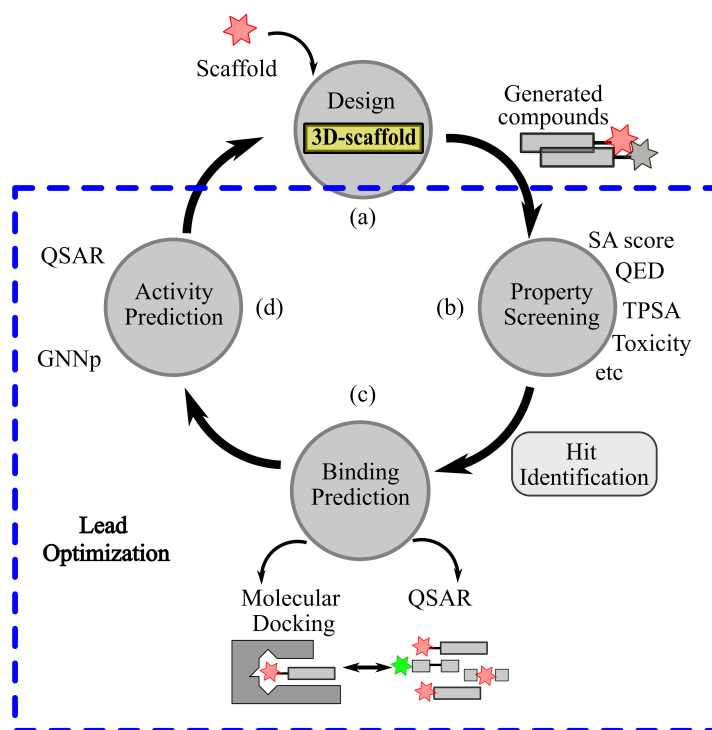 Scaffold
Design
3D-scaffold
Generated
compounds
(a)
SA score
QED
TPSA
Toxicity
etc
Property
Screening
(b)
QSAR
GNNp
Activity
Prediction
(d)
(c)
Binding
Prediction
Hit
Identification
Lead
Optimization
Molecular
Docking
QSAR